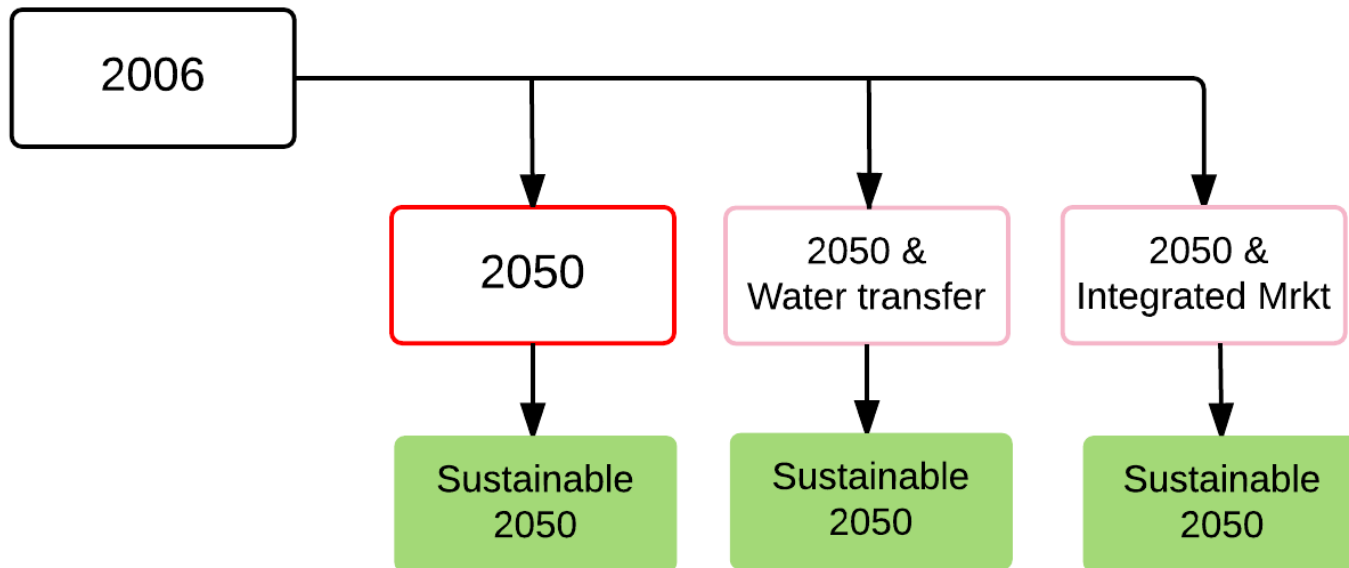 2006
2050
2050 &
Water transfer
2050 &
Integrated Mrkt
Sustainable
2050
Sustainable
2050
Sustainable
2050